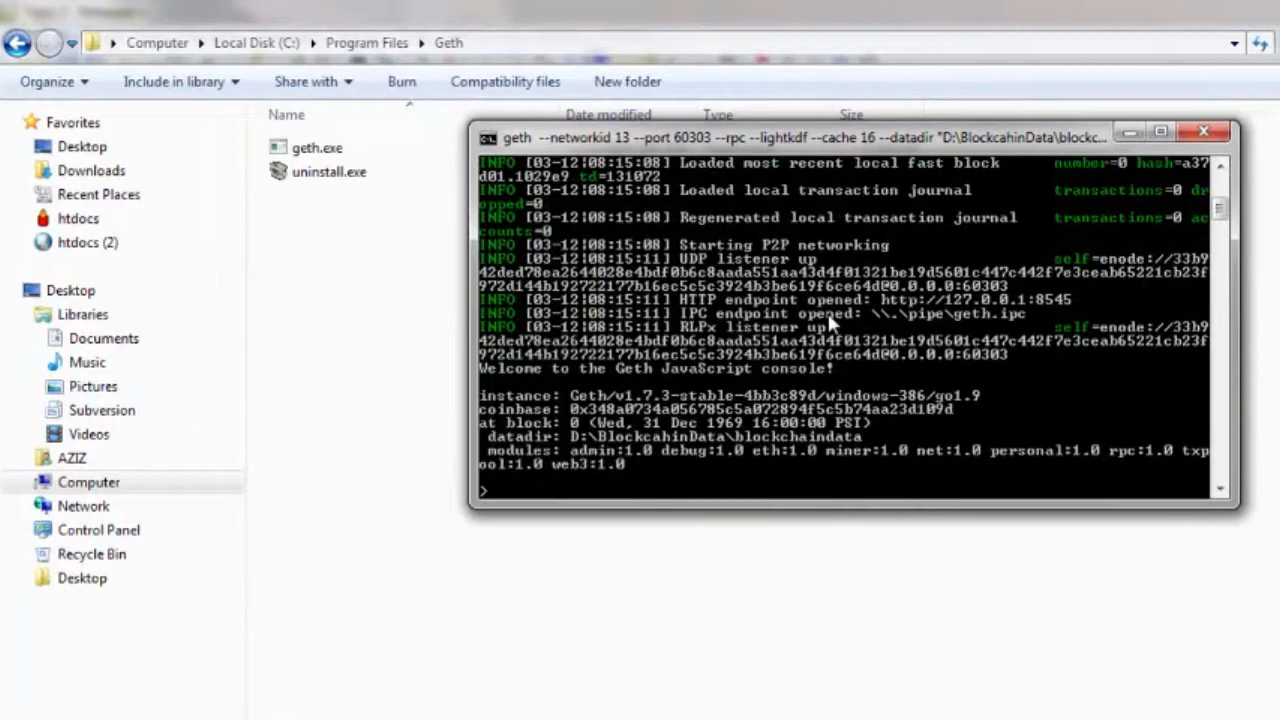 Computer Local Disk (C:) Program Files Geth
Organize Include in library Share with Burn Compatibility files New folder
Favorites
Desktop
Downloads
Recent Places
htdocs
htdocs (2)
Desktop
Libraries
Documents
Music
Pictures
Subversion
Videos
AZIZ
Computer
Network
Control Panel
Recycle Bin
Desktop
Name Date modified Type Size
geth.exe
uninstall.exe
geth --networkid 13 --port 60303 --rpc --lightkdf --cache 16 --datadir "D:\BlockcahinData\blockc...
INFO [03-12|08:15:08] Loaded most recent local fast block number=0 hash=a37
d01.1029e9 td=131072
INFO [03-12|08:15:08] Loaded local transaction journal transactions=0 dr
opped=0
INFO [03-12|08:15:08] Regenerated local transaction journal transactions=0 ac
counts=0
INFO [03-12|08:15:08] Starting P2P networking
INFO [03-12|08:15:11] UDP listener up self=enode://33b9
42ded78ea2644028e4bdf0b6c8aada551aa43d4f01321be19d5601c447c442f7e3ceab65221cb23f
972d144b192722177b16ec5c5c3924b3be619f6ce64d@0.0.0.0:60303
INFO [03-12|08:15:11] HTTP endpoint opened: http://127.0.0.1:8545
INFO [03-12|08:15:11] IPC endpoint opened: \\.\pipe\geth.ipc
INFO [03-12|08:15:11] RLPx listener up self=enode://33b9
42ded78ea2644028e4bdf0b6c8aada551aa43d4f01321be19d5601c447c442f7e3ceab65221cb23f
972d144b192722177b16ec5c5c3924b3be619f6ce64d@0.0.0.0:60303
Welcome to the Geth JavaScript console!
instance: Geth/v1.7.3-stable-4bb3c89d/windows-386/go1.9
coinbase: 0x348a0734a056785c5a072894f5c5b74aa23d109d
at block: 0 (Wed, 31 Dec 1969 16:00:00 PST)
datadir: D:\BlockcahinData\blockchaindata
modules: admin:1.0 debug:1.0 eth:1.0 miner:1.0 net:1.0 personal:1.0 rpc:1.0 txp
ool:1.0 web3:1.0
>